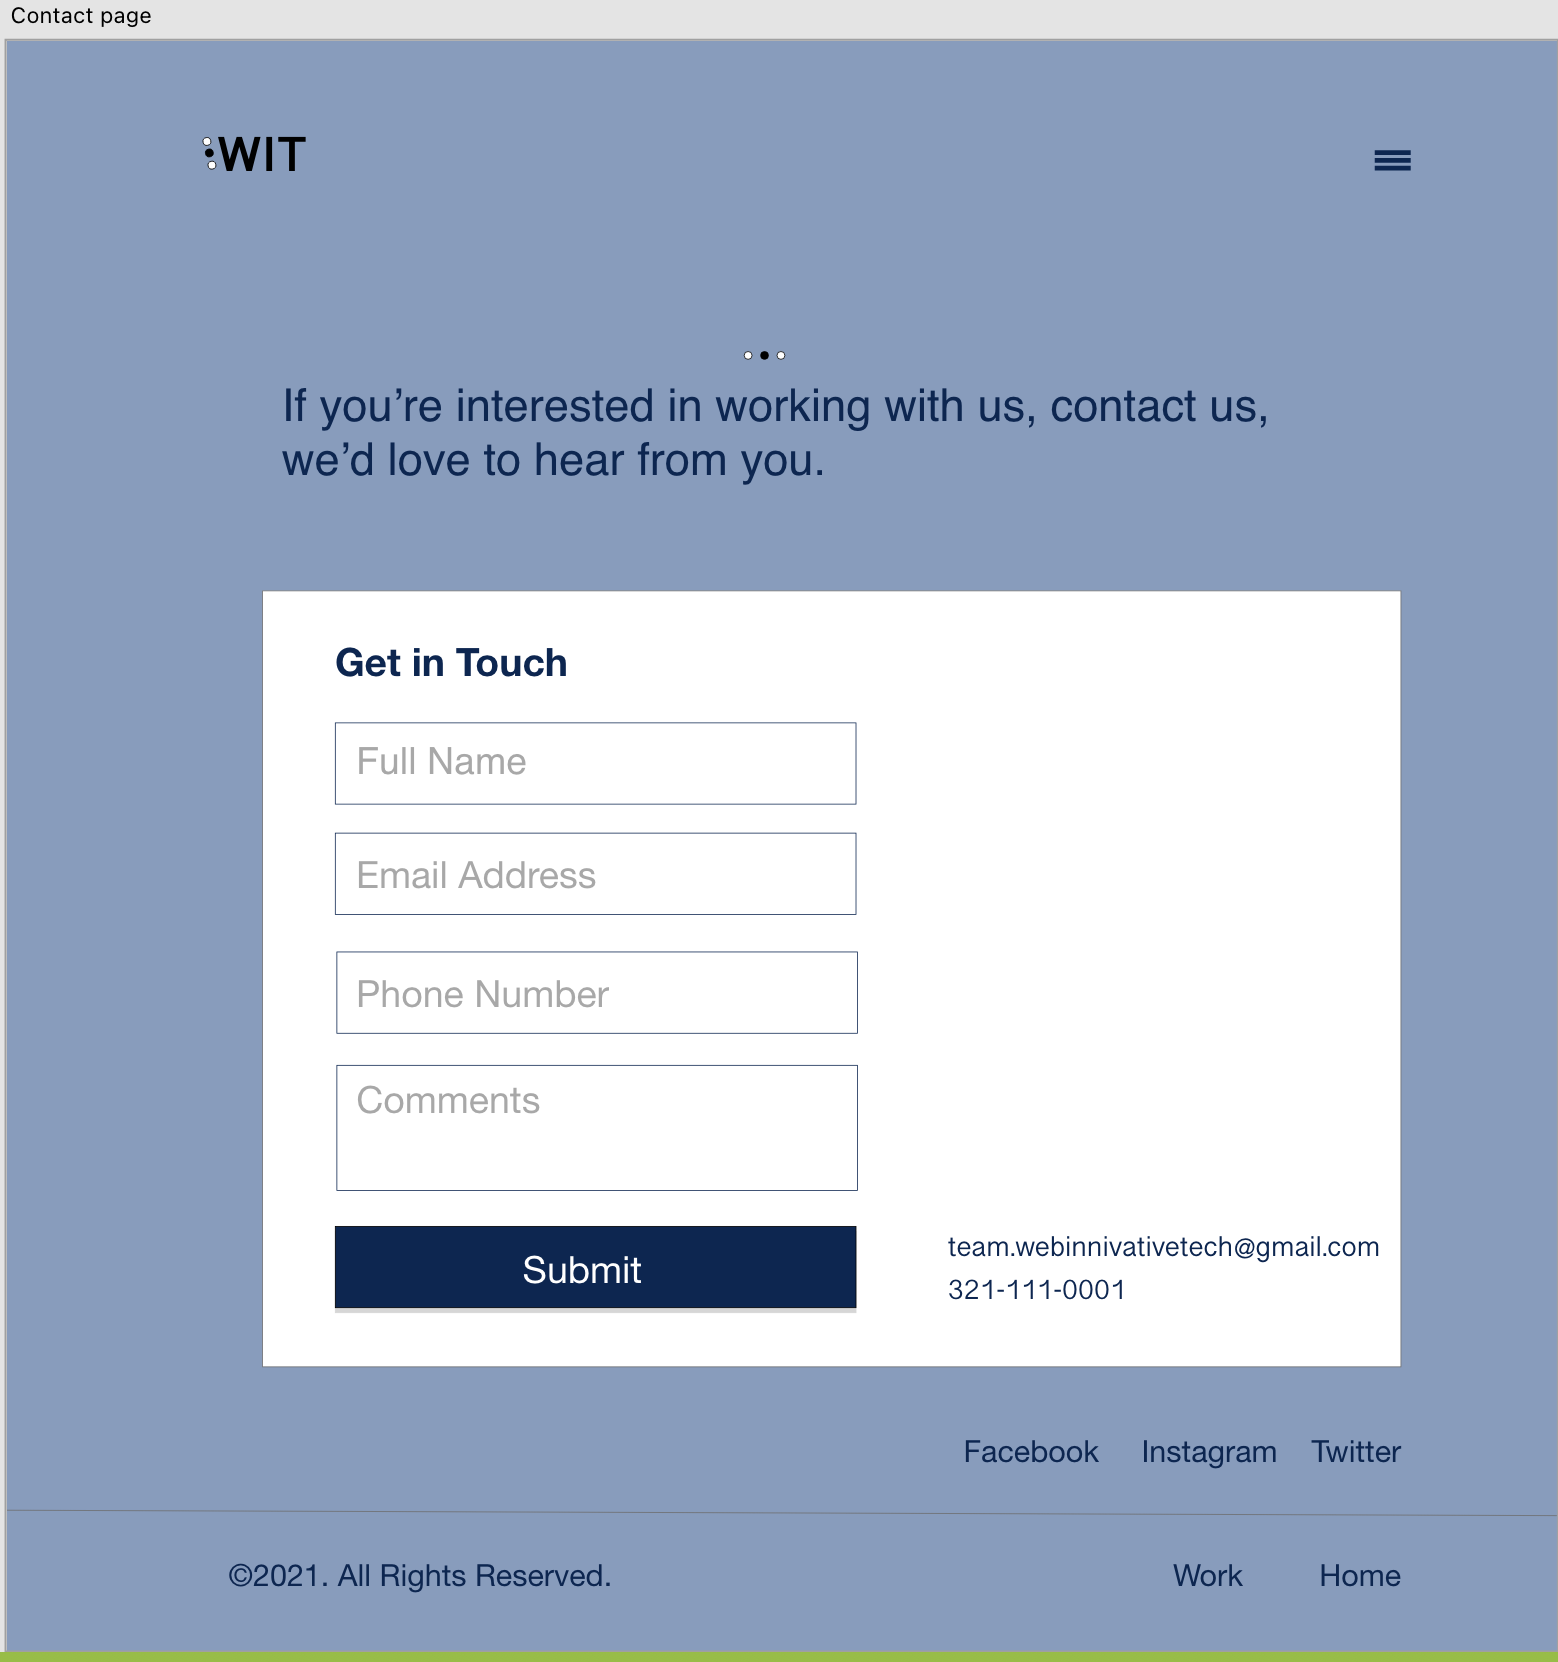 Contact page
WIT
If you’re interested in working with us, contact us,
we’d love to hear from you.
Get in Touch
Full Name
Email Address
Phone Number
Comments
Submit
team.webinnivativetech@gmail.com
321-111-0001
Facebook Instagram Twitter
©2021. All Rights Reserved. Work Home